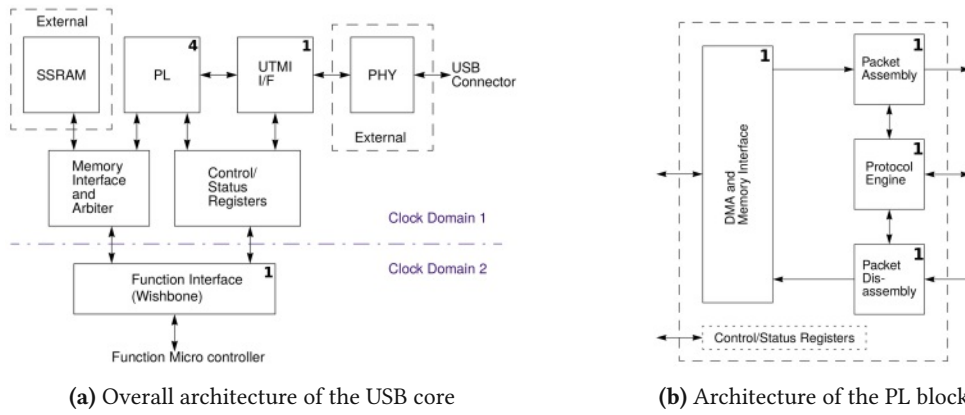 External
SSRAM
4
PL
1
UTMI
I/F
PHY
USB
Connector
External
Memory
Interface
and
Arbiter
Control/
Status
Registers
Clock Domain 1
Clock Domain 2
1
Function Interface
(Wishbone)
Function Micro controller
(a) Overall architecture of the USB core
1
DMA and
Memory Interface
1
Packet
Assembly
1
Protocol
Engine
1
Packet
Dis-
assembly
Control/Status Registers
(b) Architecture of the PL block